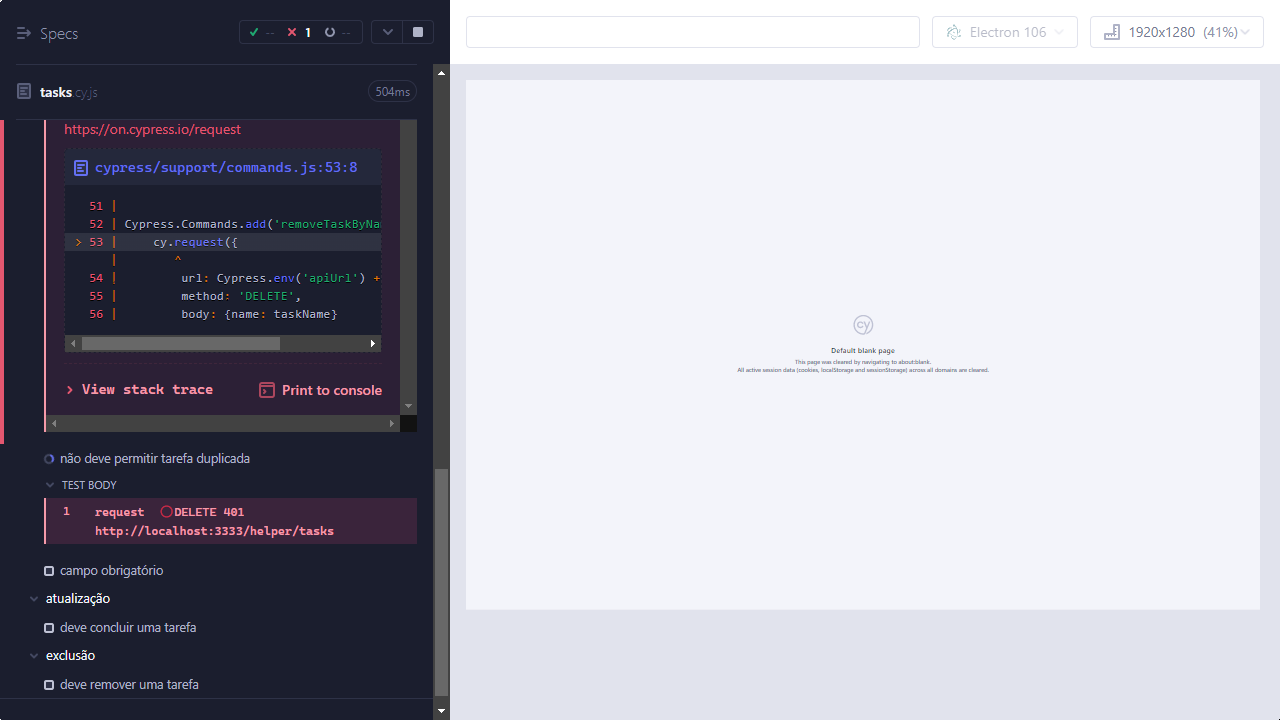 Specs
-- 1 --
Electron 106
1920x1280 (41%)
tasks.cy.js
504ms
https://on.cypress.io/request
cypress/support/commands.js:53:8
51 |
52 | Cypress.Commands.add('removeTaskByNa
> 53 |     cy.request({
|        ^
54 |         url: Cypress.env('apiUrl') +
55 |         method: 'DELETE',
56 |         body: {name: taskName}
> View stack trace
Print to console
não deve permitir tarefa duplicada
TEST BODY
1 request DELETE 401
http://localhost:3333/helper/tasks
campo obrigatório
atualização
deve concluir uma tarefa
exclusão
deve remover uma tarefa
cy
Default blank page
This page was cleared by navigating to about:blank.
All active session data (cookies, localStorage and sessionStorage) across all domains are cleared.